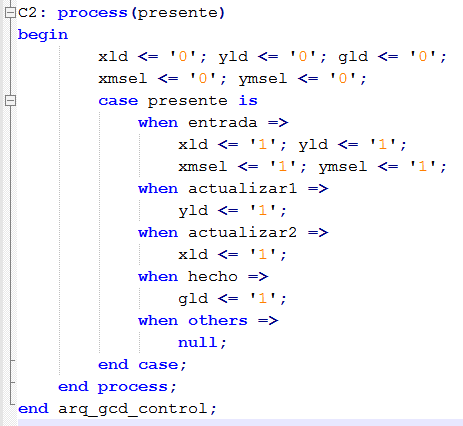 C2: process(presente)
begin
xld <= '0'; yld <= '0'; gld <= '0';
xmsel <= '0'; ymsel <= '0';
case presente is
when entrada =>
xld <= '1'; yld <= '1';
xmsel <= '1'; ymsel <= '1';
when actualizar1 =>
yld <= '1';
when actualizar2 =>
xld <= '1';
when hecho =>
gld <= '1';
when others =>
null;
end case;
end process;
end arq_gcd_control;